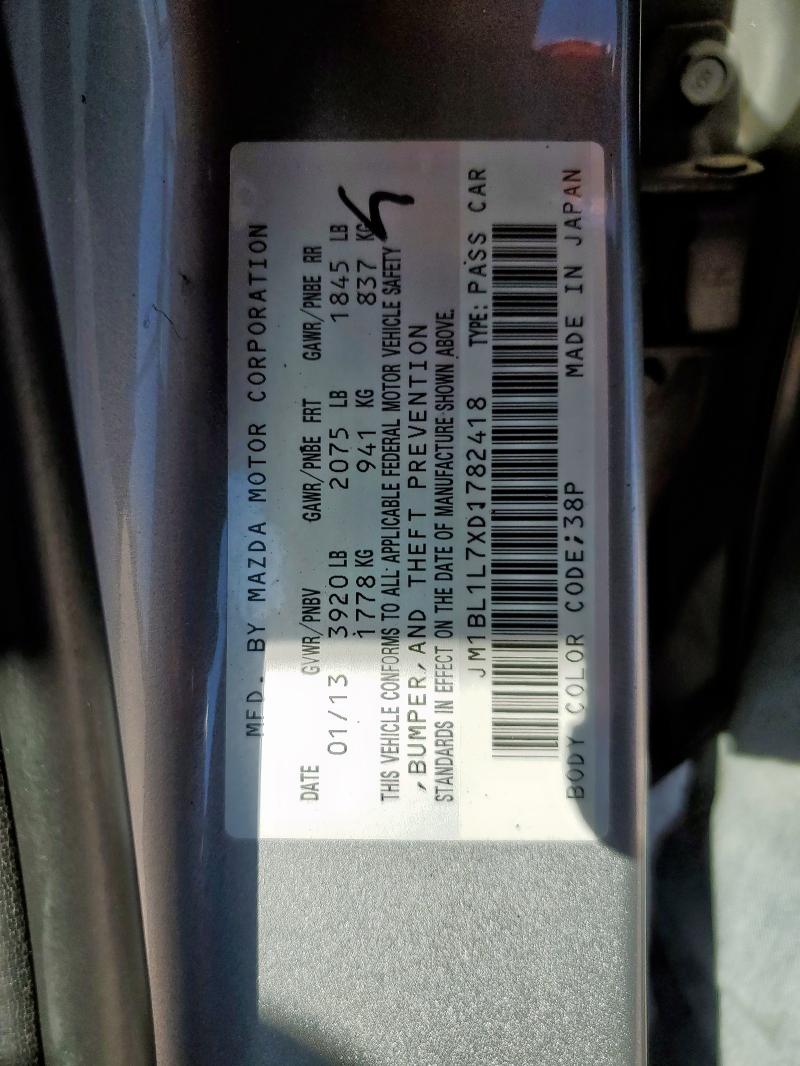 MFD. BY MAZDA MOTOR CORPORATION
DATE GVWR/PNBV GAWR/PNBE FRT GAWR/PNBE RR
01/13 3920 LB 2075 LB 1845 LB
1778 KG 941 KG 837 KG
THIS VEHICLE CONFORMS TO ALL APPLICABLE FEDERAL MOTOR VEHICLE SAFETY
, BUMPER, AND THEFT PREVENTION
STANDARDS IN EFFECT ON THE DATE OF MANUFACTURE SHOWN ABOVE.
JM1BL1L7XD1782418 TYPE: PASS CAR
BODY COLOR CODE;38P MADE IN JAPAN